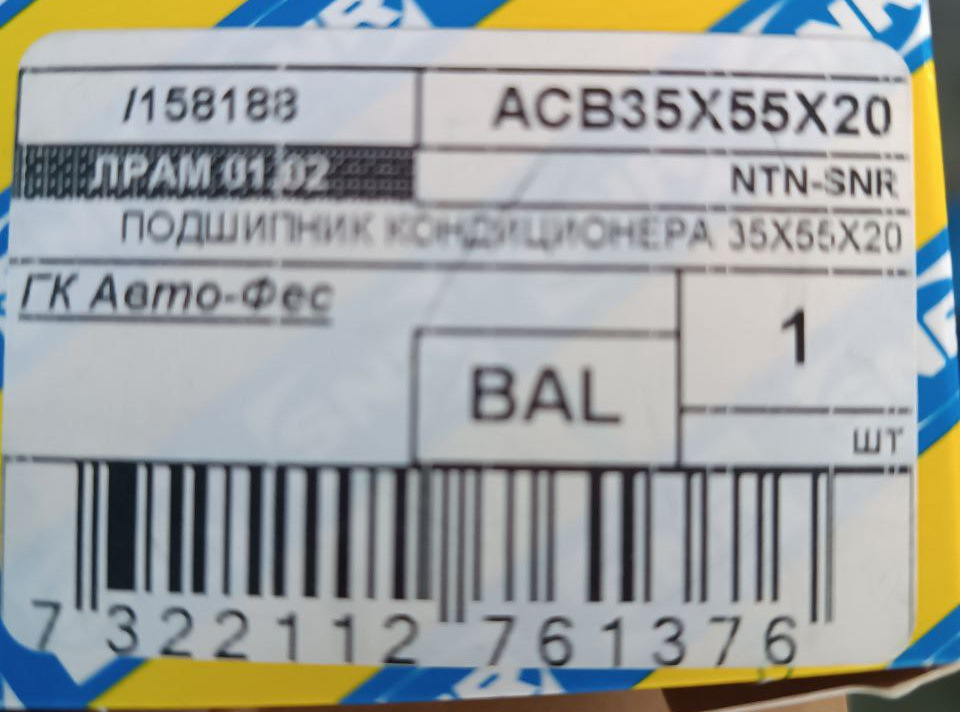 /158188
ACB35X55X20
ЛРАМ.01.02
NTN-SNR
ПОДШИПНИК КОНДИЦИОНЕРА 35X55X20
ГК Авто-Фес
1
BAL
шт
7 322112 761376